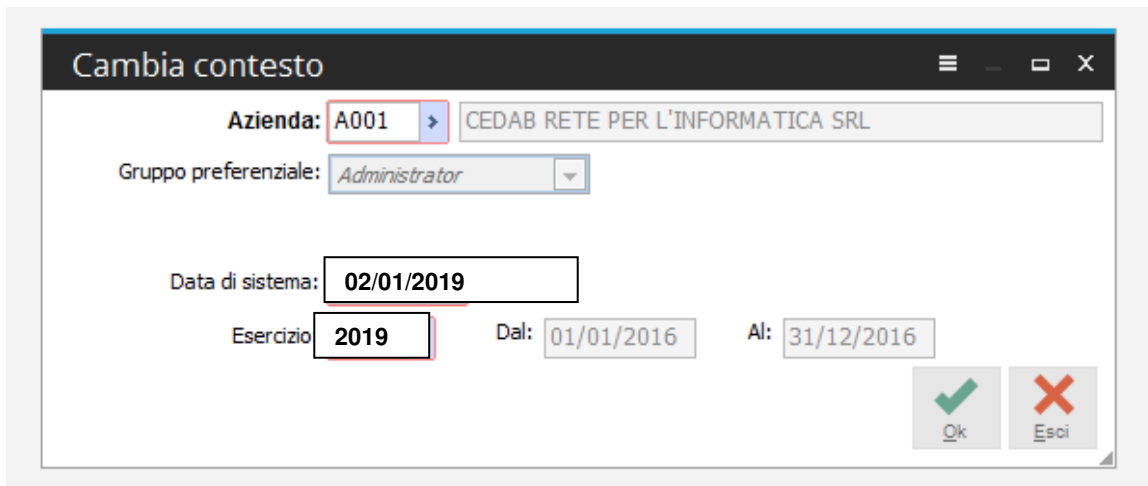 Cambia contesto
Azienda: A001 CEDAB RETE PER L'INFORMATICA SRL
Gruppo preferenziale: Administrator
Data di sistema: 02/01/2019
Esercizio 2019 Dal: 01/01/2016 Al: 31/12/2016
Ok Esci